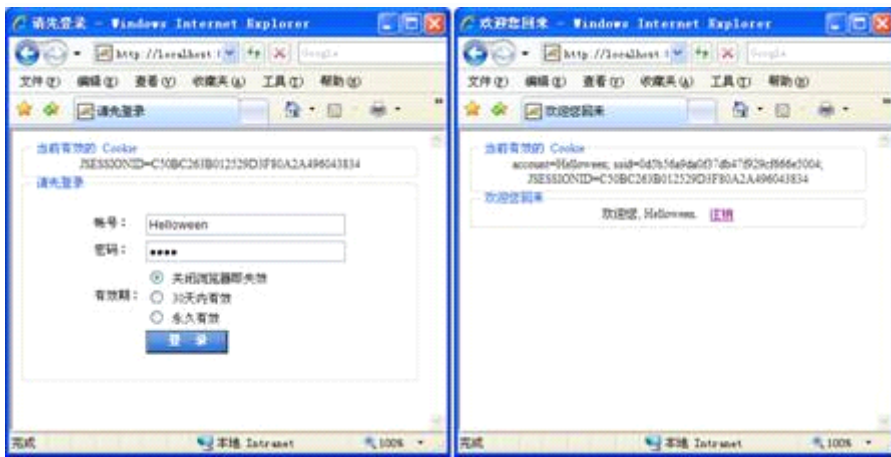 请先登录 - Windows Internet Explorer
http://localhost
Google
文件(F) 编辑(E) 查看(V) 收藏夹(A) 工具(T) 帮助(H)
请先登录
当前有效的 Cookie
JSESSIONID=C50BC263B012529D3F80A2A496043834
请先登录
帐号：
Helloween
密码：
••••
有效期：
关闭浏览器即失效
30天内有效
永久有效
登 录
完成 本地 Intranet 100%
欢迎您回来 - Windows Internet Explorer
http://localhost
Google
文件(F) 编辑(E) 查看(V) 收藏夹(A) 工具(T) 帮助(H)
欢迎您回来
当前有效的 Cookie
account=Helloween;
JSESSIONID=C50BC263B012529D3F80A2A496043834
欢迎您回来
欢迎您, Helloween. 注销
完成 本地 Intranet 100%